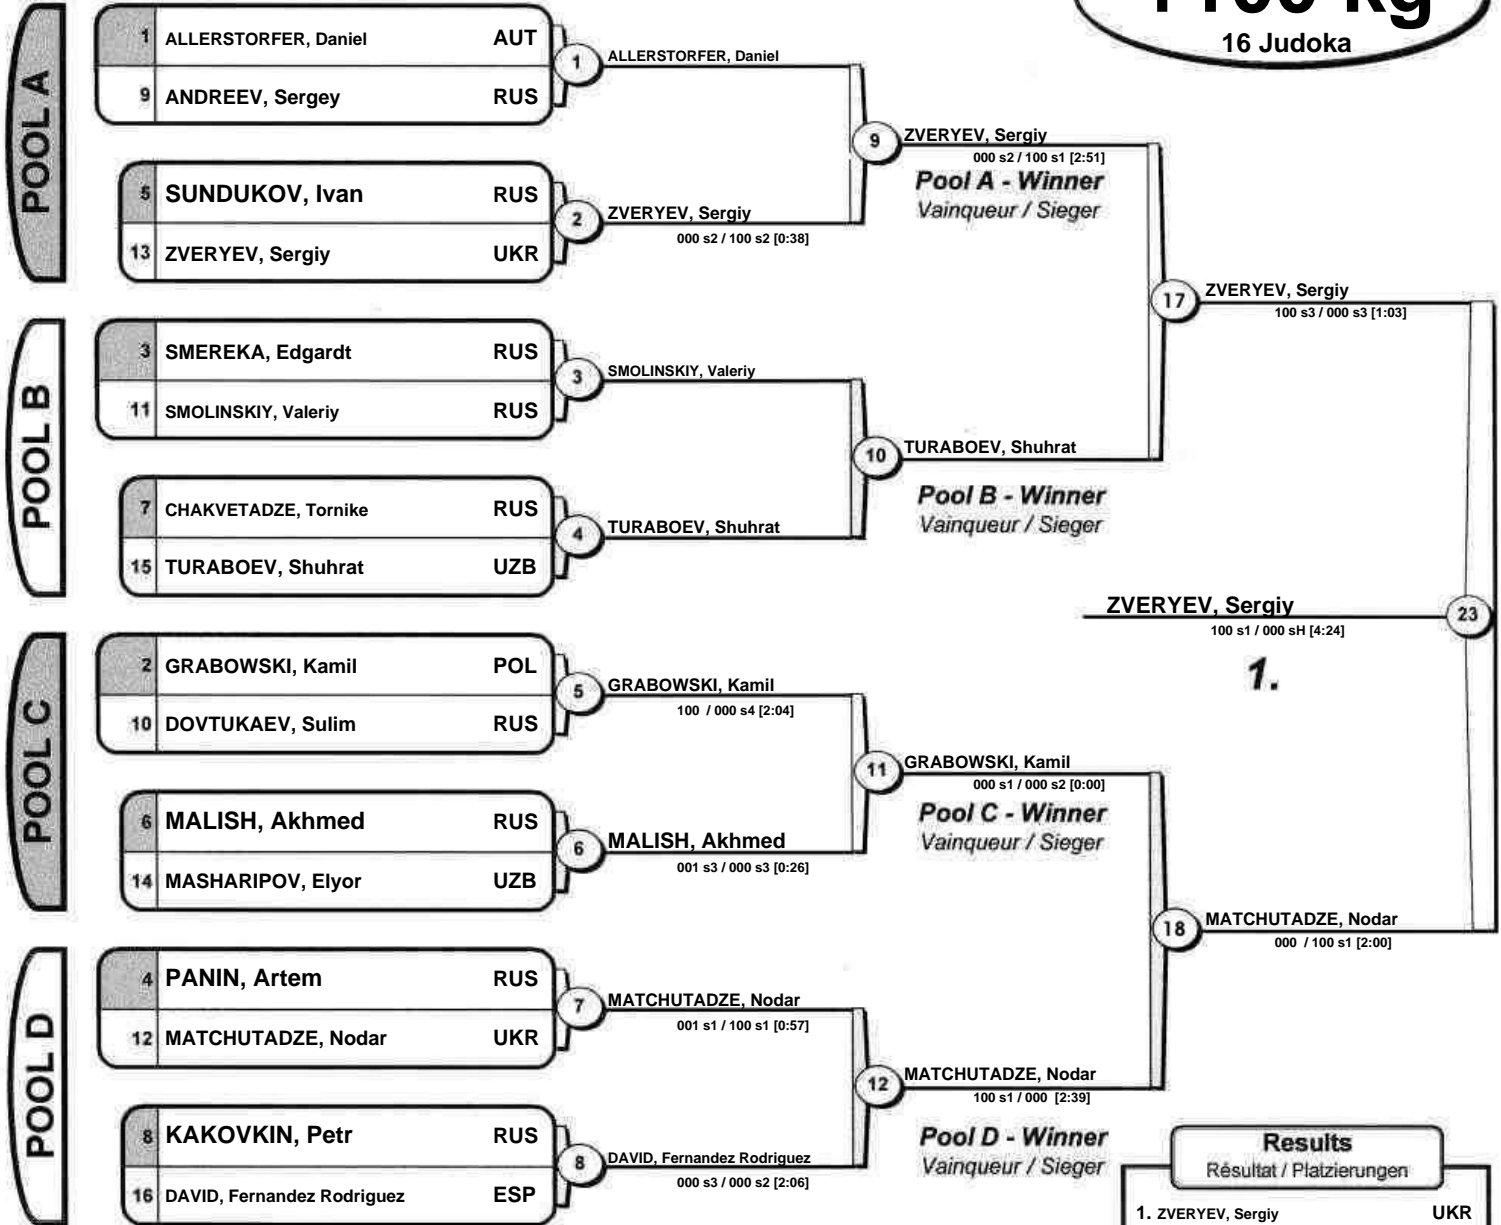 16 Judoka
POOL A
1 ALLERSTORFER, Daniel AUT
9 ANDREEV, Sergey RUS
1 ALLERSTORFER, Daniel
5 SUNDUKOV, Ivan RUS
13 ZVERYEV, Sergiy UKR
2 ZVERYEV, Sergiy
000 s2 / 100 s2 [0:38]
9 ZVERYEV, Sergiy
000 s2 / 100 s1 [2:51]
Pool A - Winner
Vainqueur / Sieger
17 ZVERYEV, Sergiy
100 s3 / 000 s3 [1:03]
POOL B
3 SMEREKA, Edgardt RUS
11 SMOLINSKIY, Valeriy RUS
3 SMOLINSKIY, Valeriy
7 CHAKVETADZE, Tornike RUS
15 TURABOEV, Shuhrat UZB
4 TURABOEV, Shuhrat
10 TURABOEV, Shuhrat
Pool B - Winner
Vainqueur / Sieger
ZVERYEV, Sergiy 23
100 s1 / 000 sH [4:24]
1.
POOL C
2 GRABOWSKI, Kamil POL
10 DOVTUKAEV, Sulim RUS
5 GRABOWSKI, Kamil
100 / 000 s4 [2:04]
6 MALISH, Akhmed RUS
14 MASHARIPOV, Elyor UZB
6 MALISH, Akhmed
001 s3 / 000 s3 [0:26]
11 GRABOWSKI, Kamil
000 s1 / 000 s2 [0:00]
Pool C - Winner
Vainqueur / Sieger
18 MATCHUTADZE, Nodar
000 / 100 s1 [2:00]
POOL D
4 PANIN, Artem RUS
12 MATCHUTADZE, Nodar UKR
7 MATCHUTADZE, Nodar
001 s1 / 100 s1 [0:57]
8 KAKOVKIN, Petr RUS
16 DAVID, Fernandez Rodriguez ESP
8 DAVID, Fernandez Rodriguez
000 s3 / 000 s2 [2:06]
12 MATCHUTADZE, Nodar
100 s1 / 000 [2:39]
Pool D - Winner
Vainqueur / Sieger
Results
Résultat / Platzierungen
1. ZVERYEV, Sergiy UKR